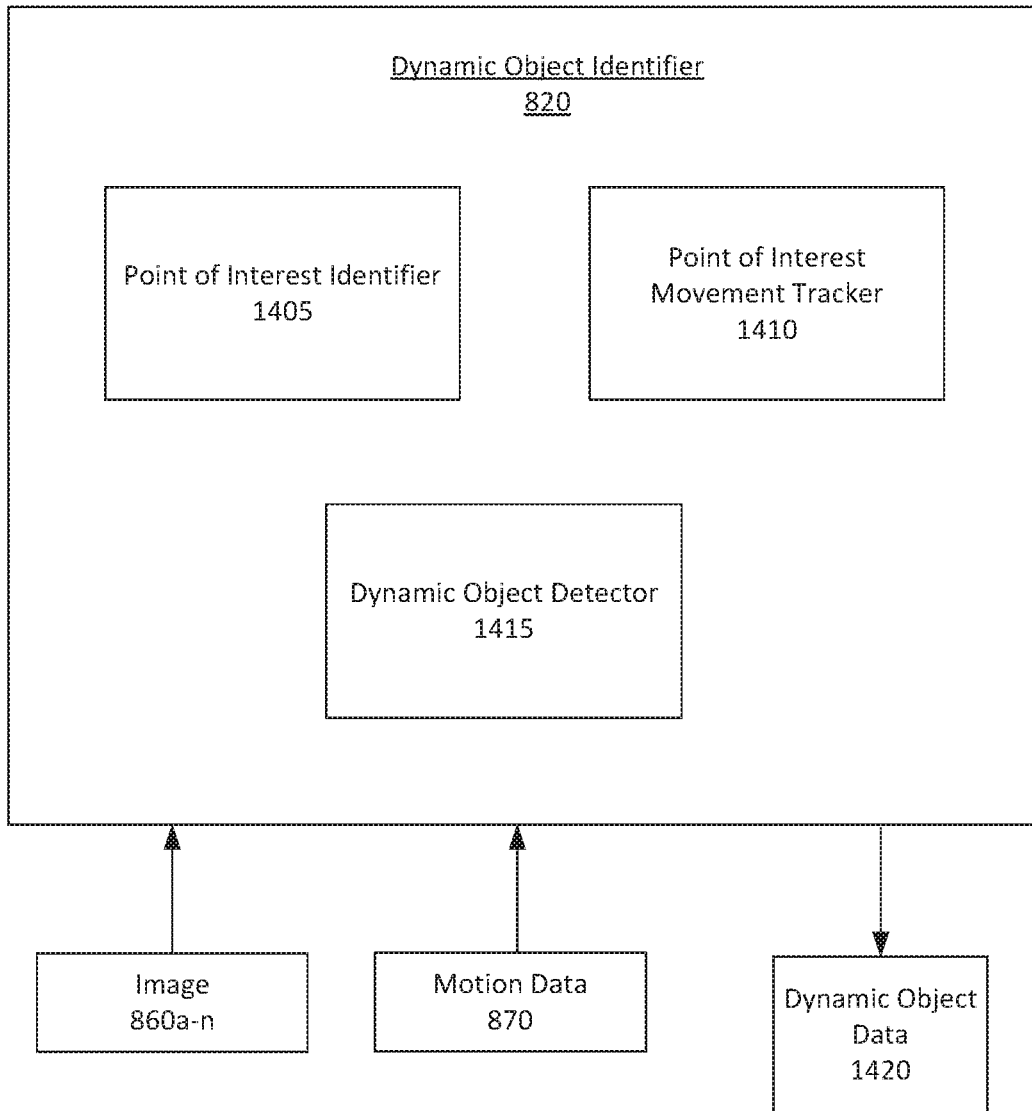 Dynamic Object Identifier
820
Point of Interest Identifier
1405
Point of Interest
Movement Tracker
1410
Dynamic Object Detector
1415
Image
860a-n
Motion Data
870
Dynamic Object
Data
1420